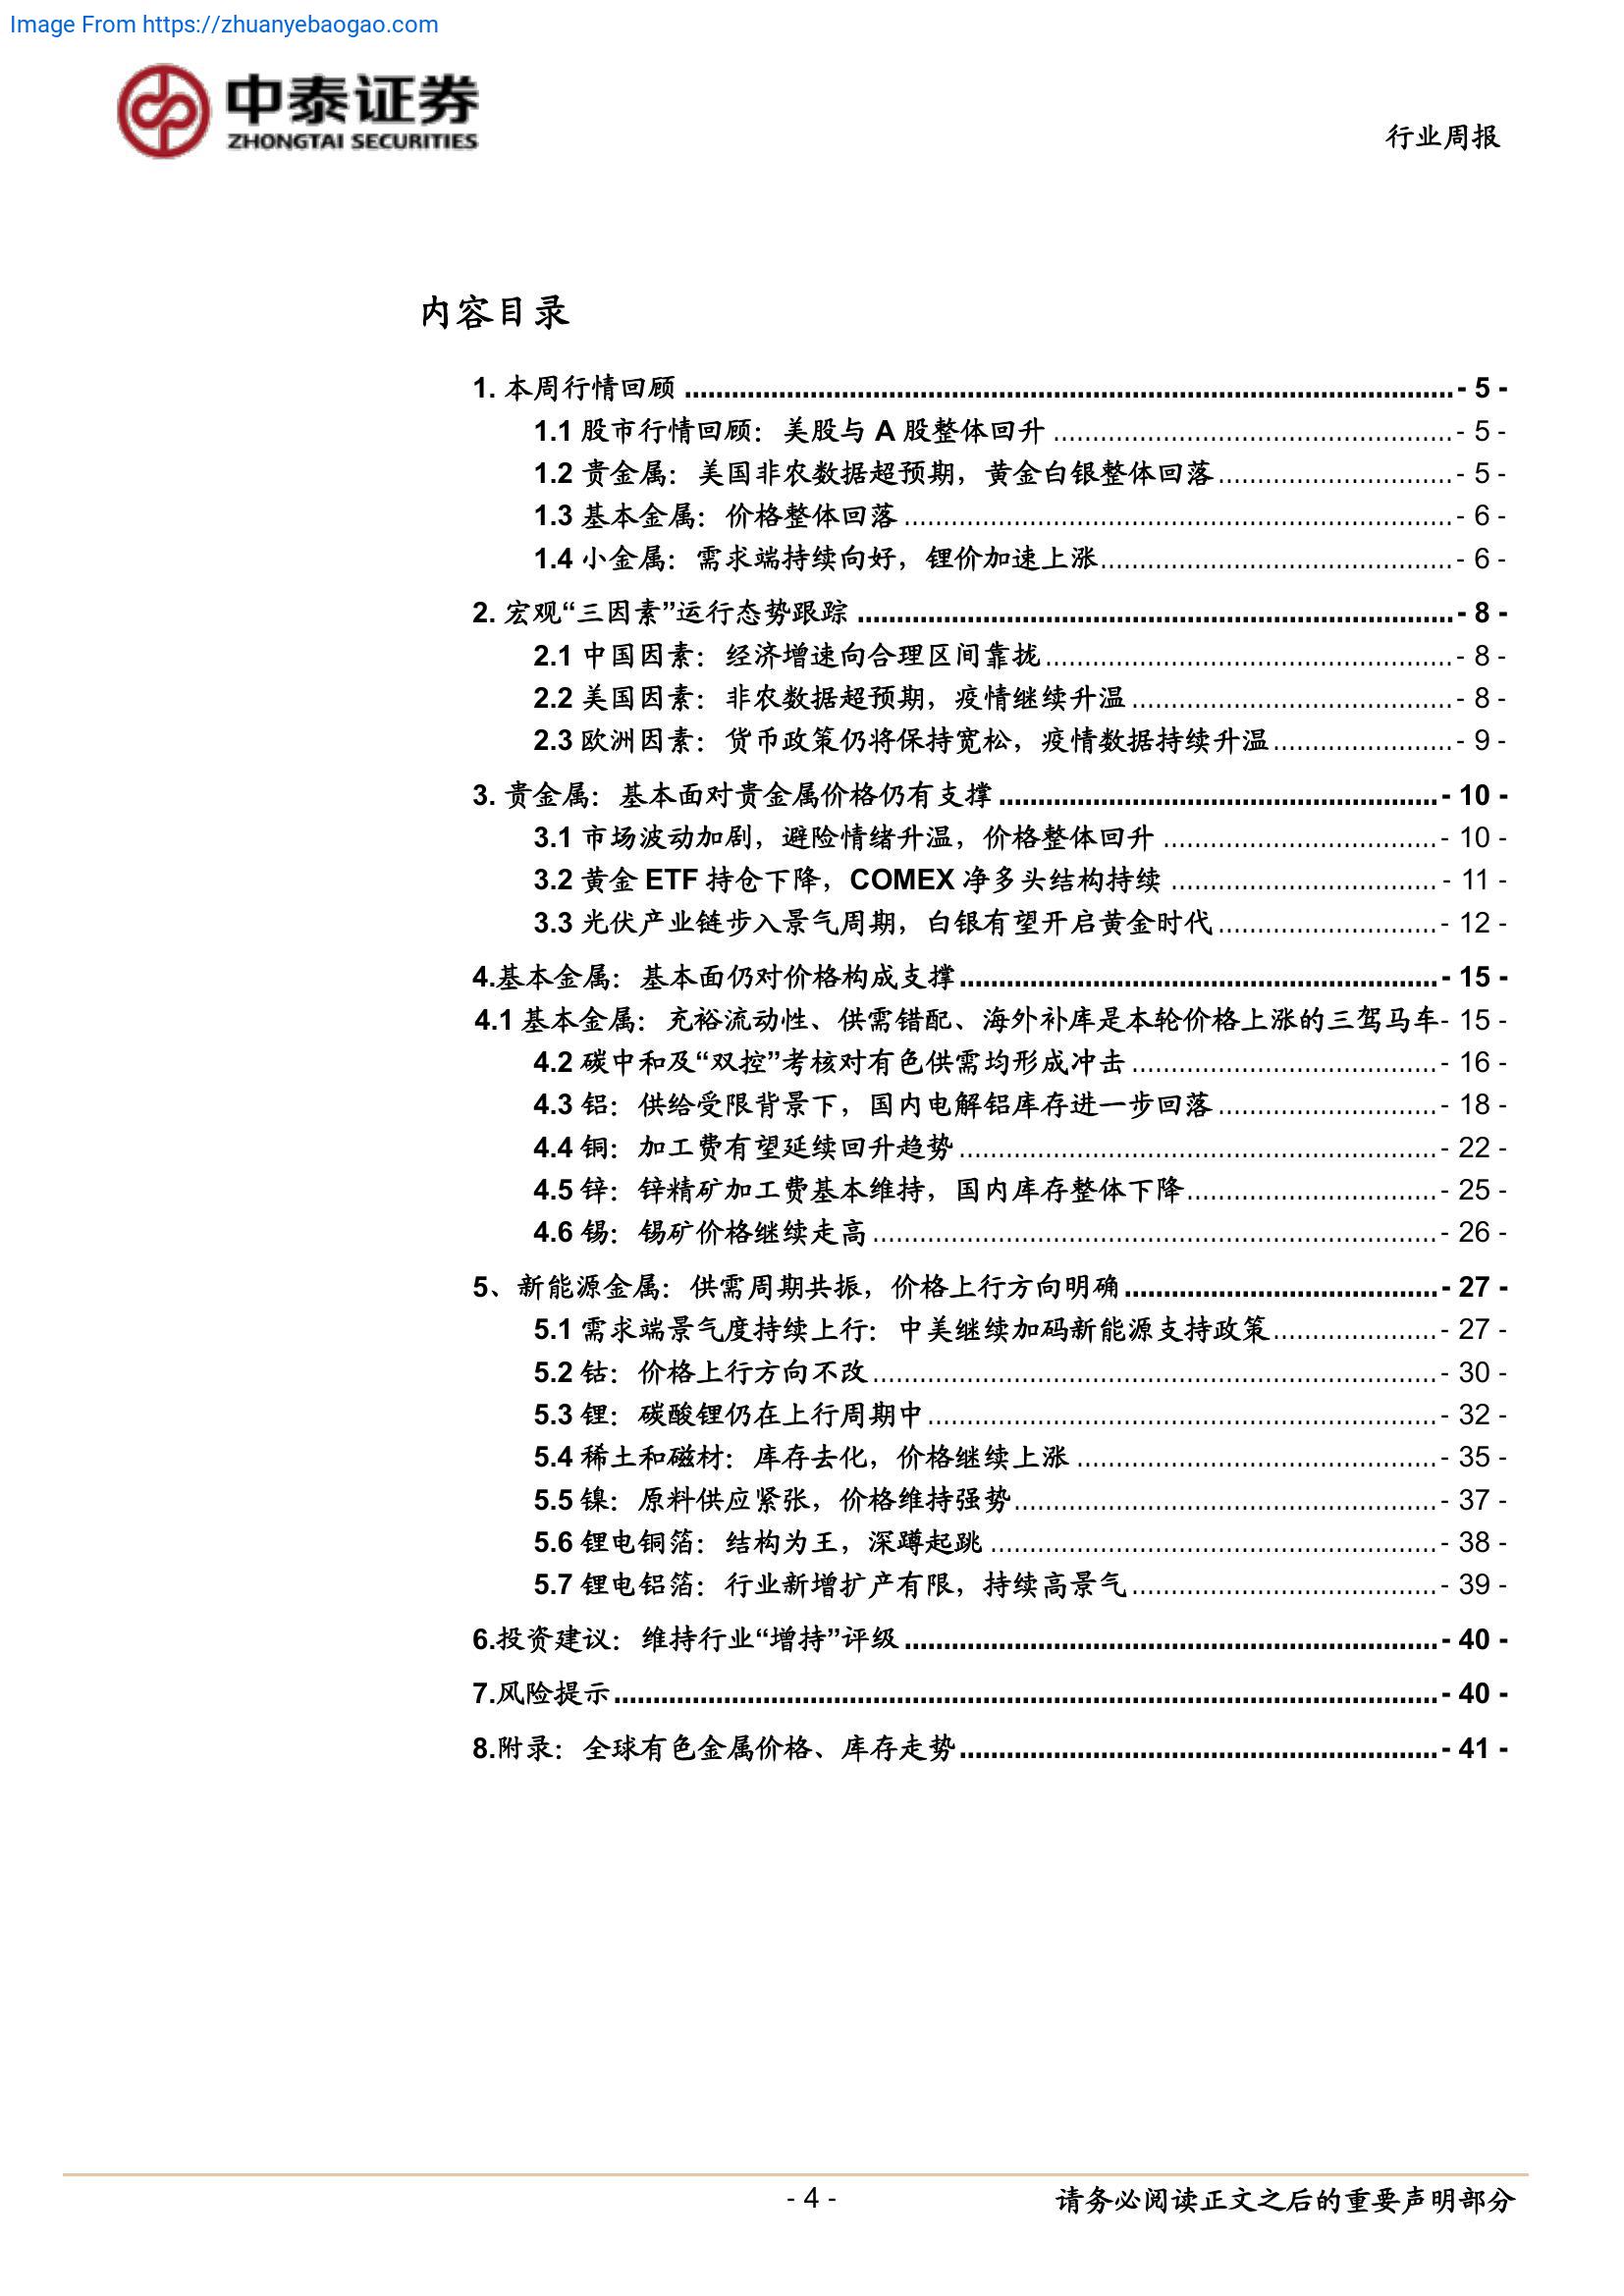 Image From https://zhuanyebaogao.com
中泰证券
ZHONGTAI SECURITIES
行业周报
内容目录
1. 本周行情回顾 - 5 -
1.1 股市行情回顾：美股与 A 股整体回升 - 5 -
1.2 贵金属：美国非农数据超预期，黄金白银整体回落 - 5 -
1.3 基本金属：价格整体回落 - 6 -
1.4 小金属：需求端持续向好，锂价加速上涨 - 6 -
2. 宏观“三因素”运行态势跟踪 - 8 -
2.1 中国因素：经济增速向合理区间靠拢 - 8 -
2.2 美国因素：非农数据超预期，疫情继续升温 - 8 -
2.3 欧洲因素：货币政策仍将保持宽松，疫情数据持续升温 - 9 -
3. 贵金属：基本面对贵金属价格仍有支撑 - 10 -
3.1 市场波动加剧，避险情绪升温，价格整体回升 - 10 -
3.2 黄金 ETF 持仓下降，COMEX 净多头结构持续 - 11 -
3.3 光伏产业链步入景气周期，白银有望开启黄金时代 - 12 -
4.基本金属：基本面仍对价格构成支撑 - 15 -
4.1 基本金属：充裕流动性、供需错配、海外补库是本轮价格上涨的三驾马车 - 15 -
4.2 碳中和及“双控”考核对有色供需均形成冲击 - 16 -
4.3 铝：供给受限背景下，国内电解铝库存进一步回落 - 18 -
4.4 铜：加工费有望延续回升趋势 - 22 -
4.5 锌：锌精矿加工费基本维持，国内库存整体下降 - 25 -
4.6 锡：锡矿价格继续走高 - 26 -
5、新能源金属：供需周期共振，价格上行方向明确 - 27 -
5.1 需求端景气度持续上行：中美继续加码新能源支持政策 - 27 -
5.2 钴：价格上行方向不改 - 30 -
5.3 锂：碳酸锂仍在上行周期中 - 32 -
5.4 稀土和磁材：库存去化，价格继续上涨 - 35 -
5.5 镍：原料供应紧张，价格维持强势 - 37 -
5.6 锂电铜箔：结构为王，深蹲起跳 - 38 -
5.7 锂电铝箔：行业新增扩产有限，持续高景气 - 39 -
6.投资建议：维持行业“增持”评级 - 40 -
7.风险提示 - 40 -
8.附录：全球有色金属价格、库存走势 - 41 -
- 4 -
请务必阅读正文之后的重要声明部分